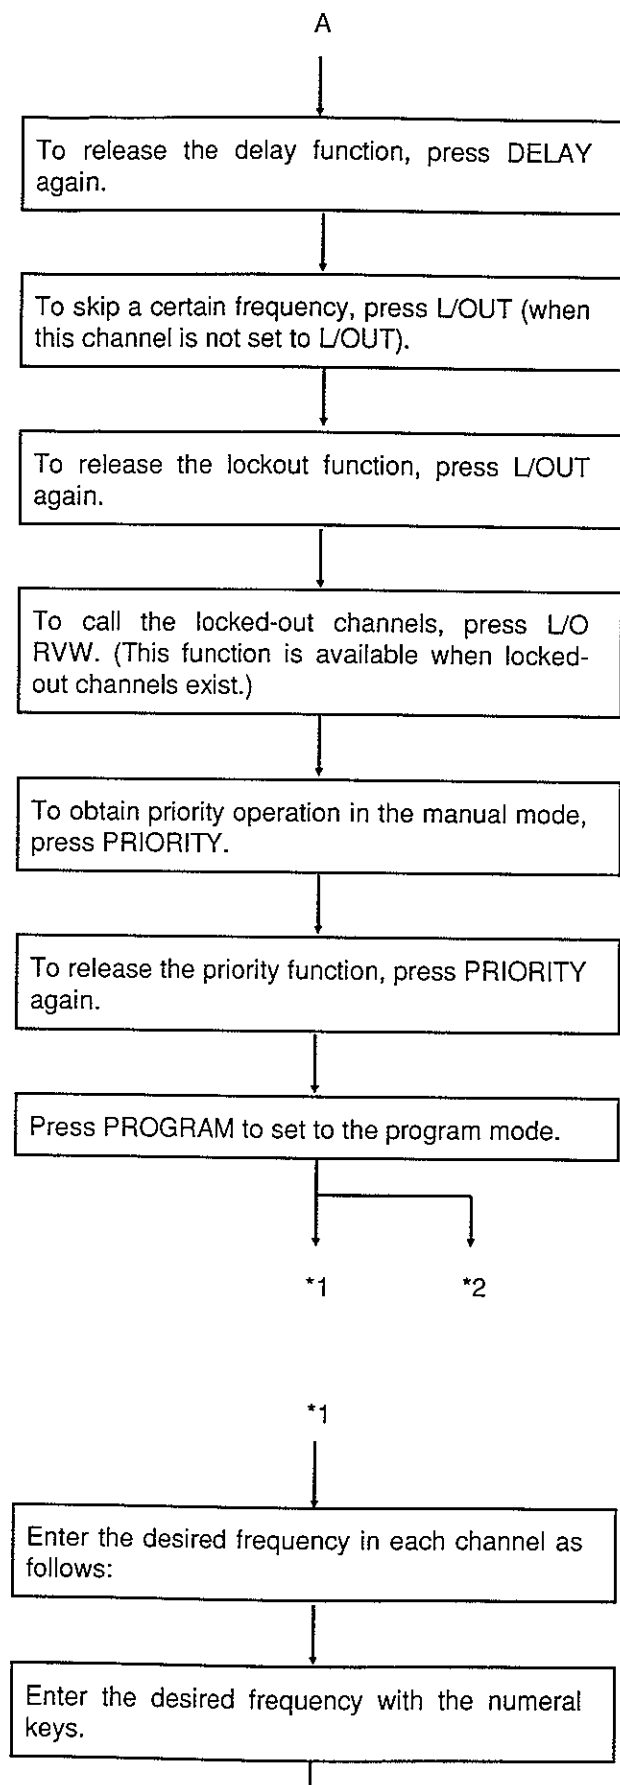 A
To release the delay function, press DELAY
again.
To skip a certain frequency, press L/OUT (when
this channel is not set to L/OUT).
To release the lockout function, press L/OUT
again.
To call the locked-out channels, press L/O
RVW. (This function is available when locked-
out channels exist.)
To obtain priority operation in the manual mode,
press PRIORITY.
To release the priority function, press PRIORITY
again.
Press PROGRAM to set to the program mode.
*1 *2
*1
Enter the desired frequency in each channel as
follows:
Enter the desired frequency with the numeral
keys.